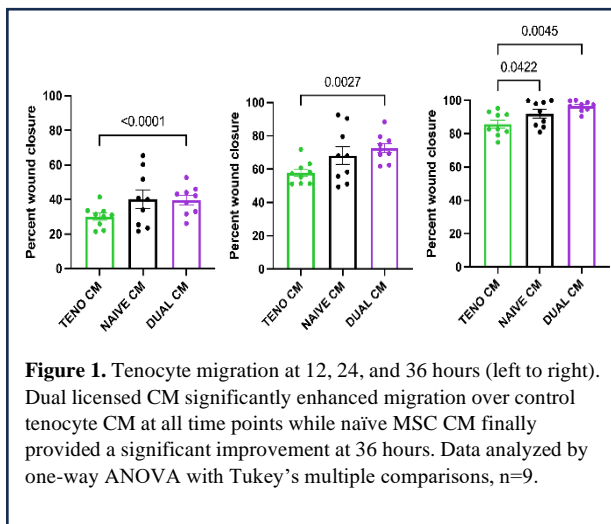 0.0045
0.0422
0.0027
<0.0001
Percent wound closure
100
80
60
40
20
0
TENO CM
NAIVE CM
DUAL CM
Percent wound closure
100
80
60
40
20
0
TENO CM
NAIVE CM
DUAL CM
Percent wound closure
100
80
60
40
20
0
TENO CM
NAIVE CM
DUAL CM
Figure 1. Tenocyte migration at 12, 24, and 36 hours (left to right).
Dual licensed CM significantly enhanced migration over control
tenocyte CM at all time points while naïve MSC CM finally
provided a significant improvement at 36 hours. Data analyzed by
one-way ANOVA with Tukey’s multiple comparisons, n=9.